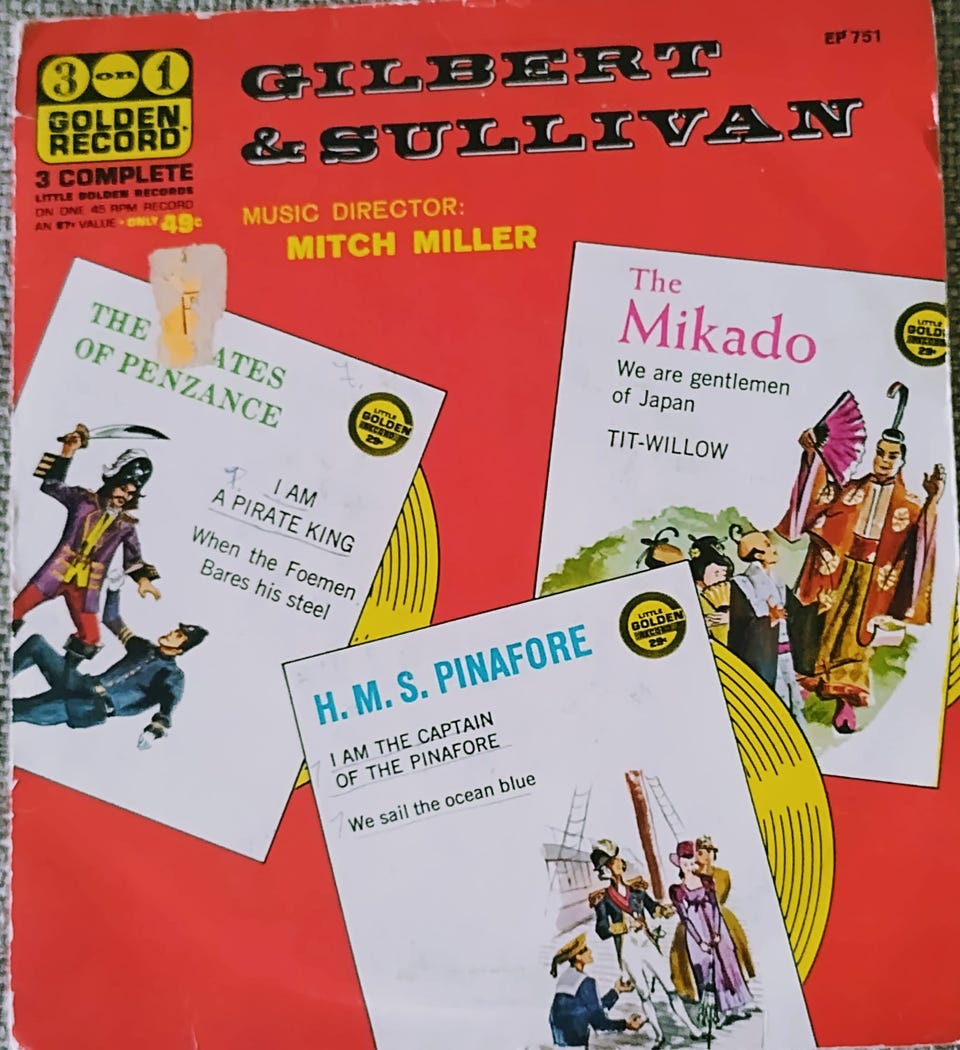 EP 751
3 on 1
GOLDEN
RECORD
3 COMPLETE
LITTLE GOLDEN RECORDS
ON ONE 45 RPM RECORD
AN 87¢ VALUE • ONLY 49¢
GILBERT
& SULLIVAN
MUSIC DIRECTOR:
MITCH MILLER
THE ATES
OF PENZANCE
LITTLE
GOLDEN
RECORD
29¢
I AM
A PIRATE KING
When the Foemen
Bares his steel
The
Mikado
LITTLE
GOLD
29¢
We are gentlemen
of Japan
TIT-WILLOW
H. M. S. PINAFORE
LITTLE
GOLDEN
RECORD
29¢
I AM THE CAPTAIN
OF THE PINAFORE
We sail the ocean blue